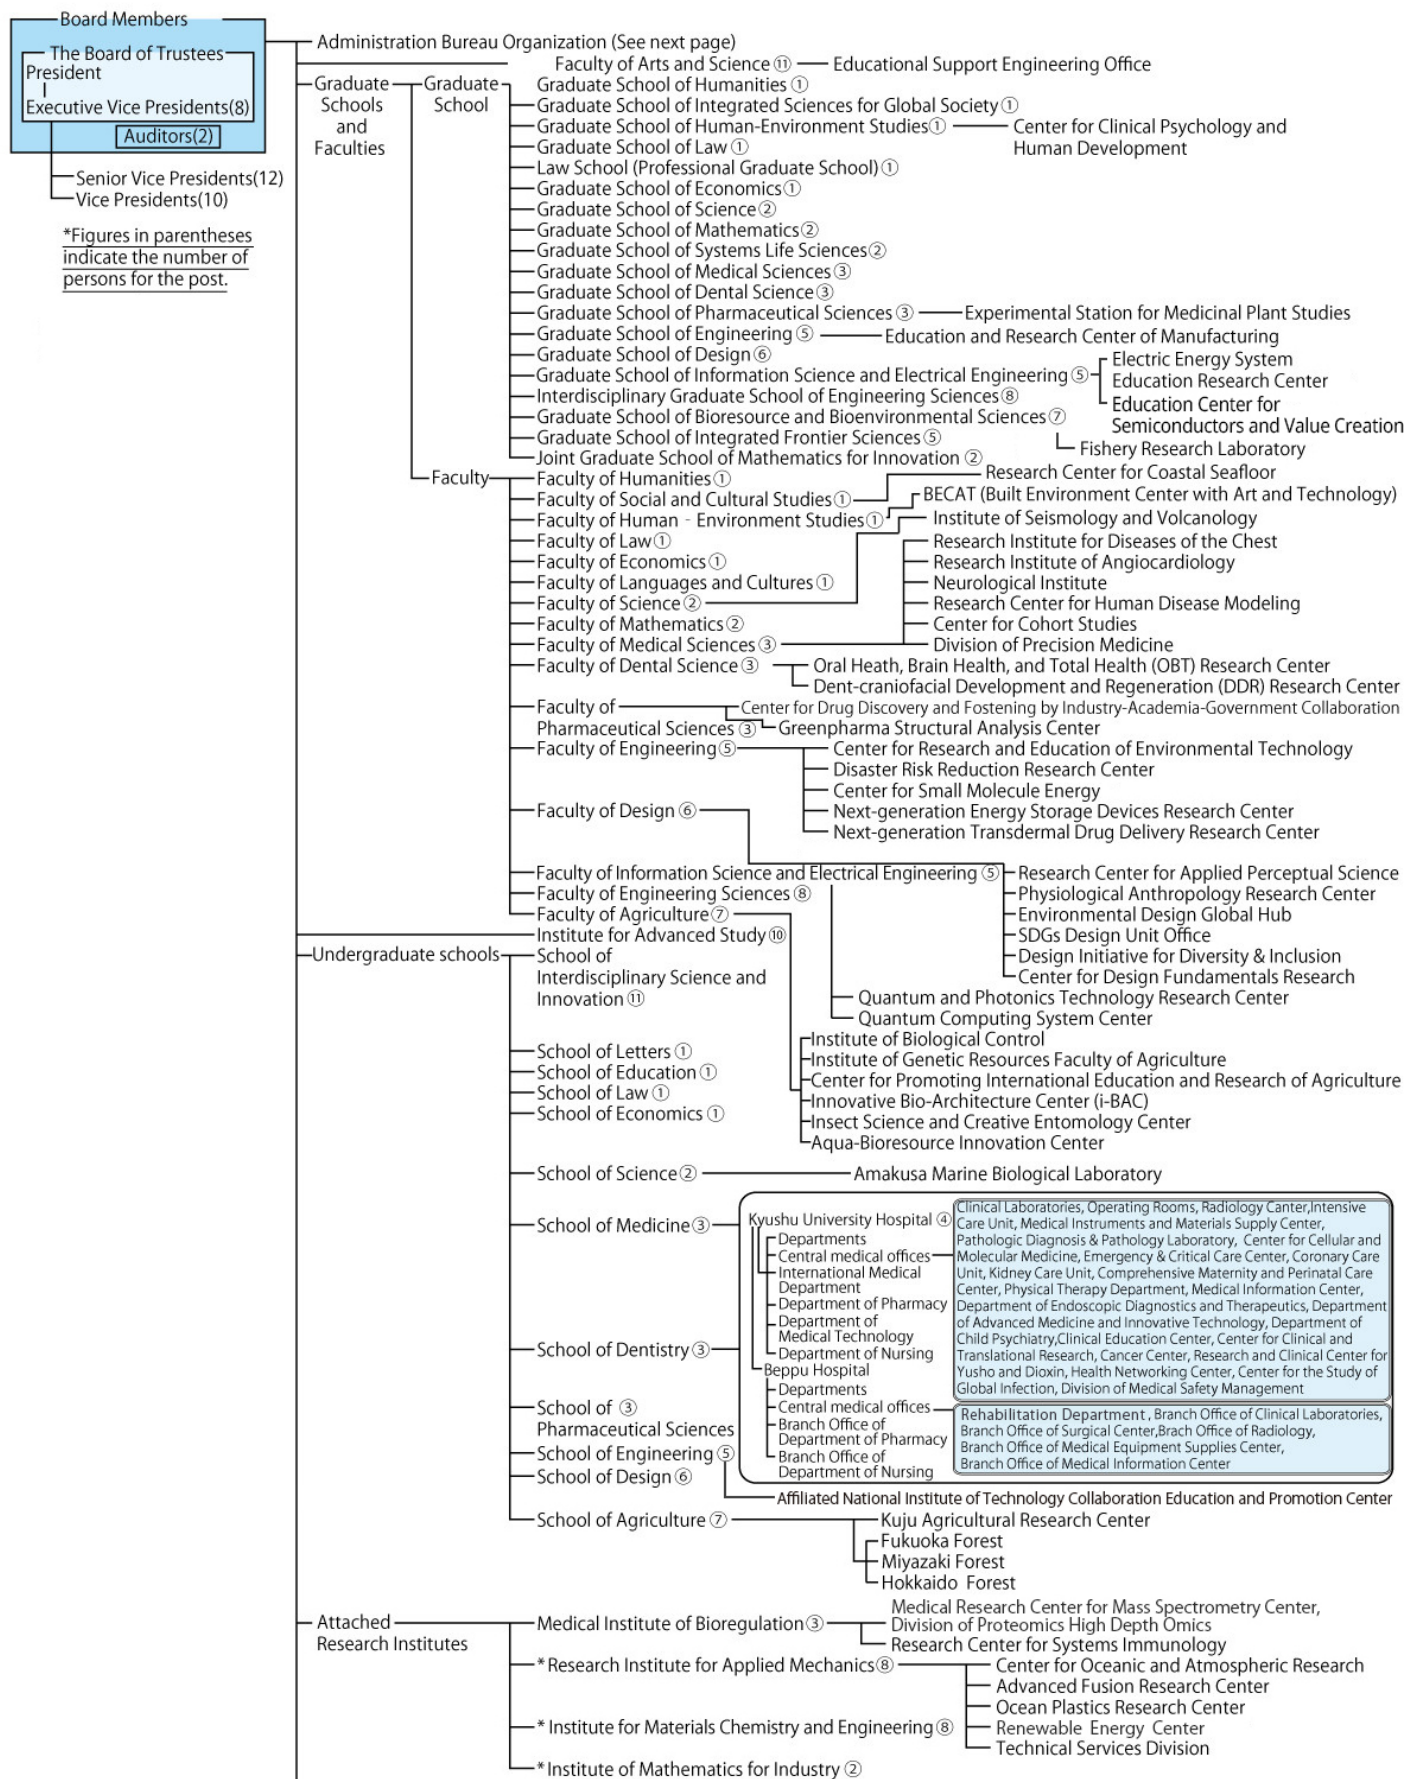 Board Members
The Board of Trustees
President
Executive Vice Presidents(8)
Auditors(2)
Senior Vice Presidents(12)
Vice Presidents(10)
*Figures in parentheses
indicate the number of
persons for the post.
Administration Bureau Organization (See next page)
Faculty of Arts and Science ⑪ Educational Support Engineering Office
Graduate
Schools
and
Faculties
Graduate
School
Graduate School of Humanities ①
Graduate School of Integrated Sciences for Global Society ①
Graduate School of Human-Environment Studies ①
Center for Clinical Psychology and
Human Development
Graduate School of Law ①
Law School (Professional Graduate School) ①
Graduate School of Economics ①
Graduate School of Science ②
Graduate School of Mathematics ②
Graduate School of Systems Life Sciences ②
Graduate School of Medical Sciences ③
Graduate School of Dental Science ③
Graduate School of Pharmaceutical Sciences ③ Experimental Station for Medicinal Plant Studies
Graduate School of Engineering ⑤ Education and Research Center of Manufacturing
Graduate School of Design ⑥
Graduate School of Information Science and Electrical Engineering ⑤
Electric Energy System
Education Research Center
Education Center for
Semiconductors and Value Creation
Interdisciplinary Graduate School of Engineering Sciences ⑧
Graduate School of Bioresource and Bioenvironmental Sciences ⑦
Fishery Research Laboratory
Graduate School of Integrated Frontier Sciences ⑤
Joint Graduate School of Mathematics for Innovation ②
Faculty
Faculty of Humanities ①
Faculty of Social and Cultural Studies ①
Research Center for Coastal Seafloor
Faculty of Human - Environment Studies ①
BECAT (Built Environment Center with Art and Technology)
Faculty of Law ①
Faculty of Economics ①
Faculty of Languages and Cultures ①
Faculty of Science ②
Institute of Seismology and Volcanology
Faculty of Mathematics ②
Faculty of Medical Sciences ③
Research Institute for Diseases of the Chest
Research Institute of Angiocardiology
Neurological Institute
Research Center for Human Disease Modeling
Center for Cohort Studies
Division of Precision Medicine
Faculty of Dental Science ③
Oral Heath, Brain Health, and Total Health (OBT) Research Center
Dent-craniofacial Development and Regeneration (DDR) Research Center
Faculty of
Pharmaceutical Sciences ③
Center for Drug Discovery and Fostening by Industry-Academia-Government Collaboration
Greenpharma Structural Analysis Center
Faculty of Engineering ⑤
Center for Research and Education of Environmental Technology
Disaster Risk Reduction Research Center
Center for Small Molecule Energy
Next-generation Energy Storage Devices Research Center
Next-generation Transdermal Drug Delivery Research Center
Faculty of Design ⑥
Research Center for Applied Perceptual Science
Physiological Anthropology Research Center
Environmental Design Global Hub
SDGs Design Unit Office
Design Initiative for Diversity & Inclusion
Center for Design Fundamentals Research
Faculty of Information Science and Electrical Engineering ⑤
Quantum and Photonics Technology Research Center
Quantum Computing System Center
Faculty of Engineering Sciences ⑧
Faculty of Agriculture ⑦
Institute of Biological Control
Institute of Genetic Resources Faculty of Agriculture
Center for Promoting International Education and Research of Agriculture
Innovative Bio-Architecture Center (i-BAC)
Insect Science and Creative Entomology Center
Aqua-Bioresource Innovation Center
Institute for Advanced Study ⑩
Undergraduate schools
School of
Interdisciplinary Science and
Innovation ⑪
School of Letters ①
School of Education ①
School of Law ①
School of Economics ①
School of Science ② Amakusa Marine Biological Laboratory
School of Medicine ③
School of Dentistry ③
Kyushu University Hospital ④
Departments
Central medical offices
International Medical
Department
Department of Pharmacy
Department of
Medical Technology
Department of Nursing
Clinical Laboratories, Operating Rooms, Radiology Canter,Intensive
Care Unit, Medical Instruments and Materials Supply Center,
Pathologic Diagnosis & Pathology Laboratory, Center for Cellular and
Molecular Medicine, Emergency & Critical Care Center, Coronary Care
Unit, Kidney Care Unit, Comprehensive Maternity and Perinatal Care
Center, Physical Therapy Department, Medical Information Center,
Department of Endoscopic Diagnostics and Therapeutics, Department
of Advanced Medicine and Innovative Technology, Department of
Child Psychiatry,Clinical Education Center, Center for Clinical and
Translational Research, Cancer Center, Research and Clinical Center for
Yusho and Dioxin, Health Networking Center, Center for the Study of
Global Infection, Division of Medical Safety Management
Beppu Hospital
Departments
Central medical offices
Branch Office of
Department of Pharmacy
Branch Office of
Department of Nursing
Rehabilitation Department, Branch Office of Clinical Laboratories,
Branch Office of Surgical Center,Brach Office of Radiology,
Branch Office of Medical Equipment Supplies Center,
Branch Office of Medical Information Center
School of ③
Pharmaceutical Sciences
School of Engineering ⑤
Affiliated National Institute of Technology Collaboration Education and Promotion Center
School of Design ⑥
School of Agriculture ⑦
Kuju Agricultural Research Center
Fukuoka Forest
Miyazaki Forest
Hokkaido Forest
Attached
Research Institutes
Medical Institute of Bioregulation ③
Medical Research Center for Mass Spectrometry Center,
Division of Proteomics High Depth Omics
Research Center for Systems Immunology
* Research Institute for Applied Mechanics ⑧
Center for Oceanic and Atmospheric Research
Advanced Fusion Research Center
Ocean Plastics Research Center
Renewable Energy Center
Technical Services Division
* Institute for Materials Chemistry and Engineering ⑧
* Institute of Mathematics for Industry ②